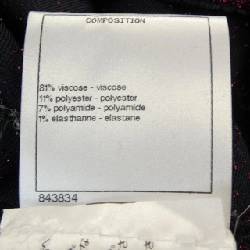 COMPOSITION
81% viscose - viscose
11% polyester - polyester
7% polyamide - polyamide
1% elasthanne - elastane
843834